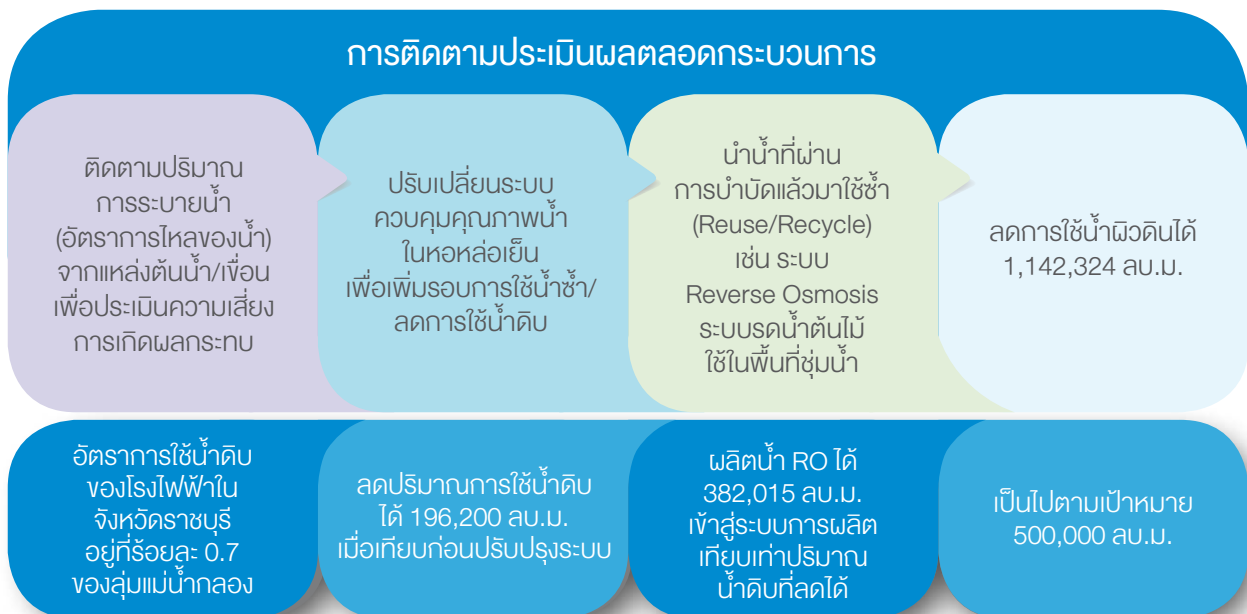 การติดตามประเมินผลตลอดกระบวนการ
ติดตามปริมาณ
การระบายน้ำ
(อัตราการไหลของน้ำ)
จากแหล่งต้นน้ำ/เขื่อน
เพื่อประเมินความเสี่ยง
การเกิดผลกระทบ
ปรับเปลี่ยนระบบ
ควบคุมคุณภาพน้ำ
ในหอหล่อเย็น
เพื่อเพิ่มรอบการใช้น้ำซ้ำ/
ลดการใช้น้ำดิบ
นำน้ำที่ผ่าน
การบำบัดแล้วมาใช้ซ้ำ
(Reuse/Recycle)
เช่น ระบบ
Reverse Osmosis
ระบบรดน้ำต้นไม้
ใช้ในพื้นที่ชุ่มน้ำ
ลดการใช้น้ำผิวดินได้
1,142,324 ลบ.ม.
อัตราการใช้น้ำดิบ
ของโรงไฟฟ้าใน
จังหวัดราชบุรี
อยู่ที่ร้อยละ 0.7
ของลุ่มแม่น้ำกลอง
ลดปริมาณการใช้น้ำดิบ
ได้ 196,200 ลบ.ม.
เมื่อเทียบก่อนปรับปรุงระบบ
ผลิตน้ำ RO ได้
382,015 ลบ.ม.
เข้าสู่ระบบการผลิต
เทียบเท่าปริมาณ
น้ำดิบที่ลดได้
เป็นไปตามเป้าหมาย
500,000 ลบ.ม.